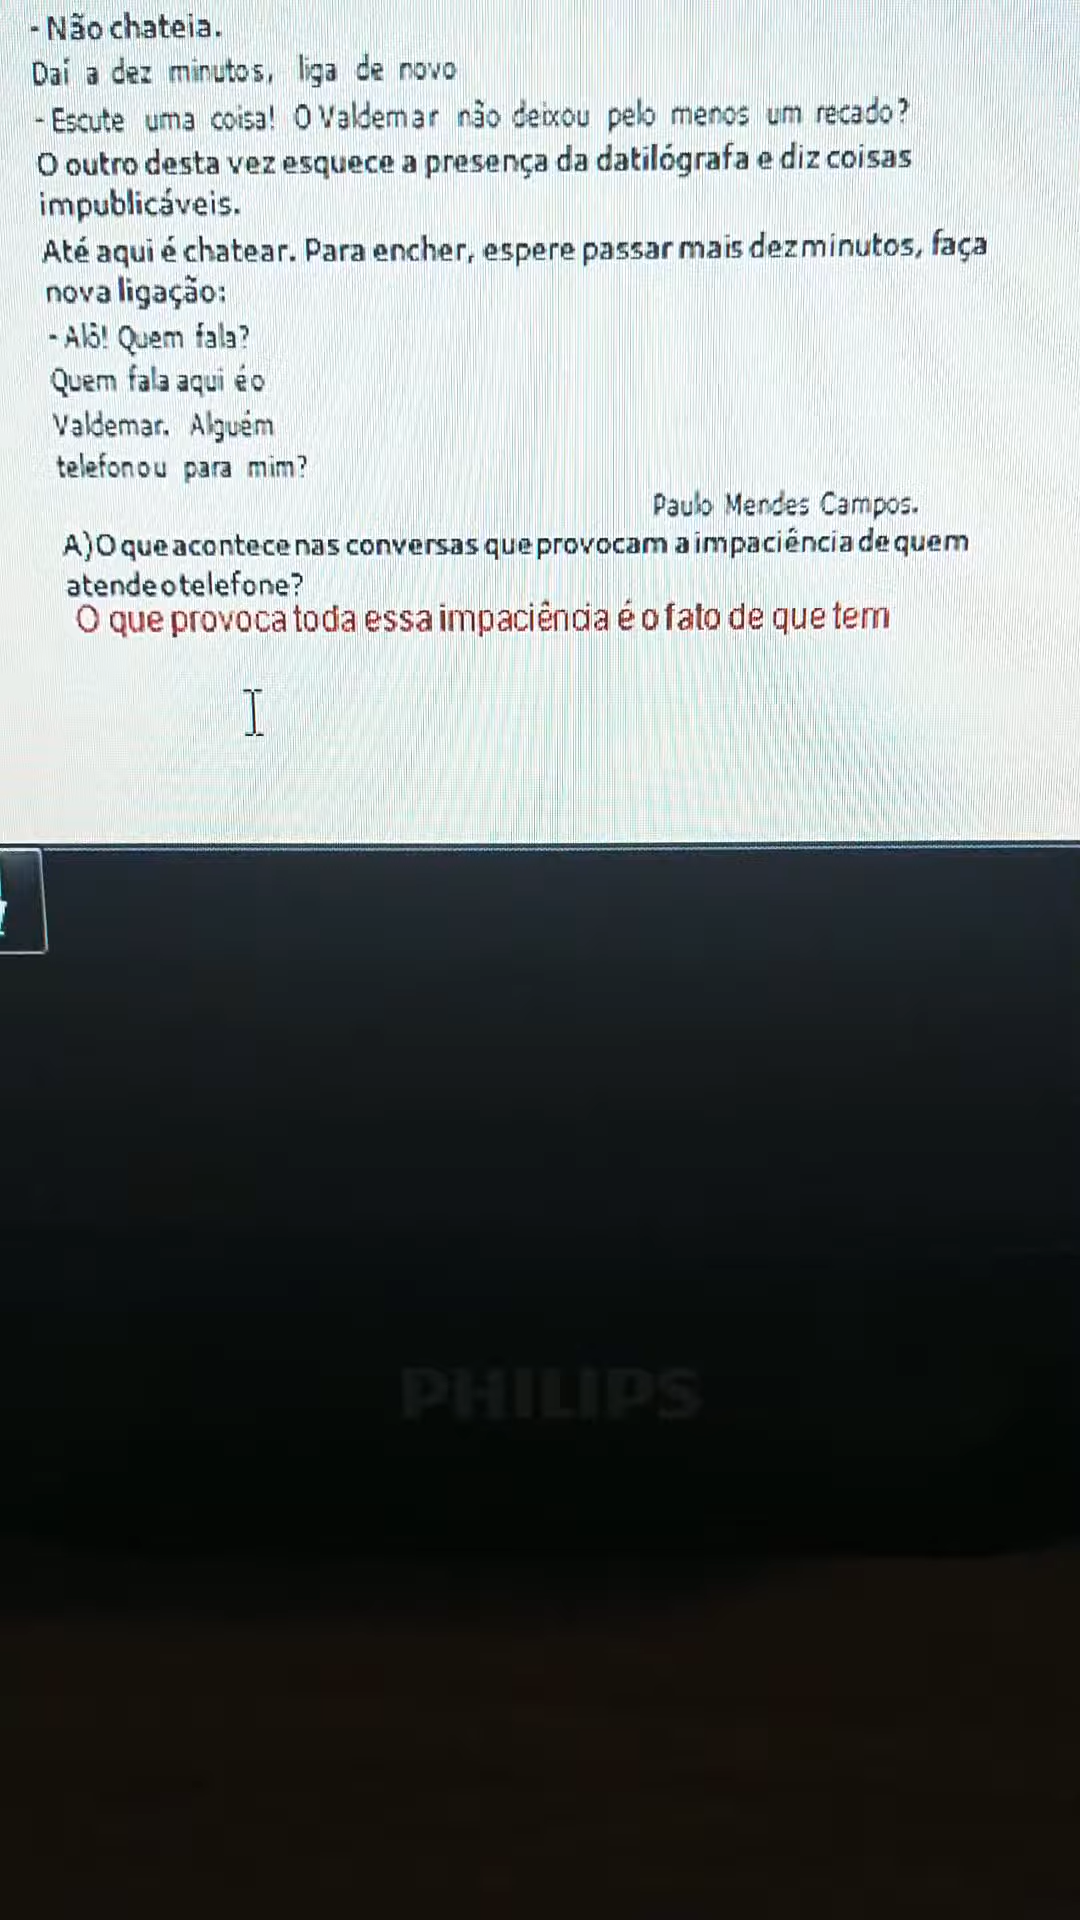 - Não chateia.
Daí a dez minutos, liga de novo
- Escute uma coisa! O Valdemar não deixou pelo menos um recado?
O outro desta vez esquece a presença da datilógrafa e diz coisas
impublicáveis.
Até aqui é chatear. Para encher, espere passar mais dez minutos, faça
nova ligação:
- Alô! Quem fala?
Quem fala aqui é o
Valdemar. Alguém
telefonou para mim?
Paulo Mendes Campos.
A) O que acontece nas conversas que provocam a impaciência de quem
atende o telefone?
O que provoca toda essa impaciência é o fato de que tem
PHILIPS